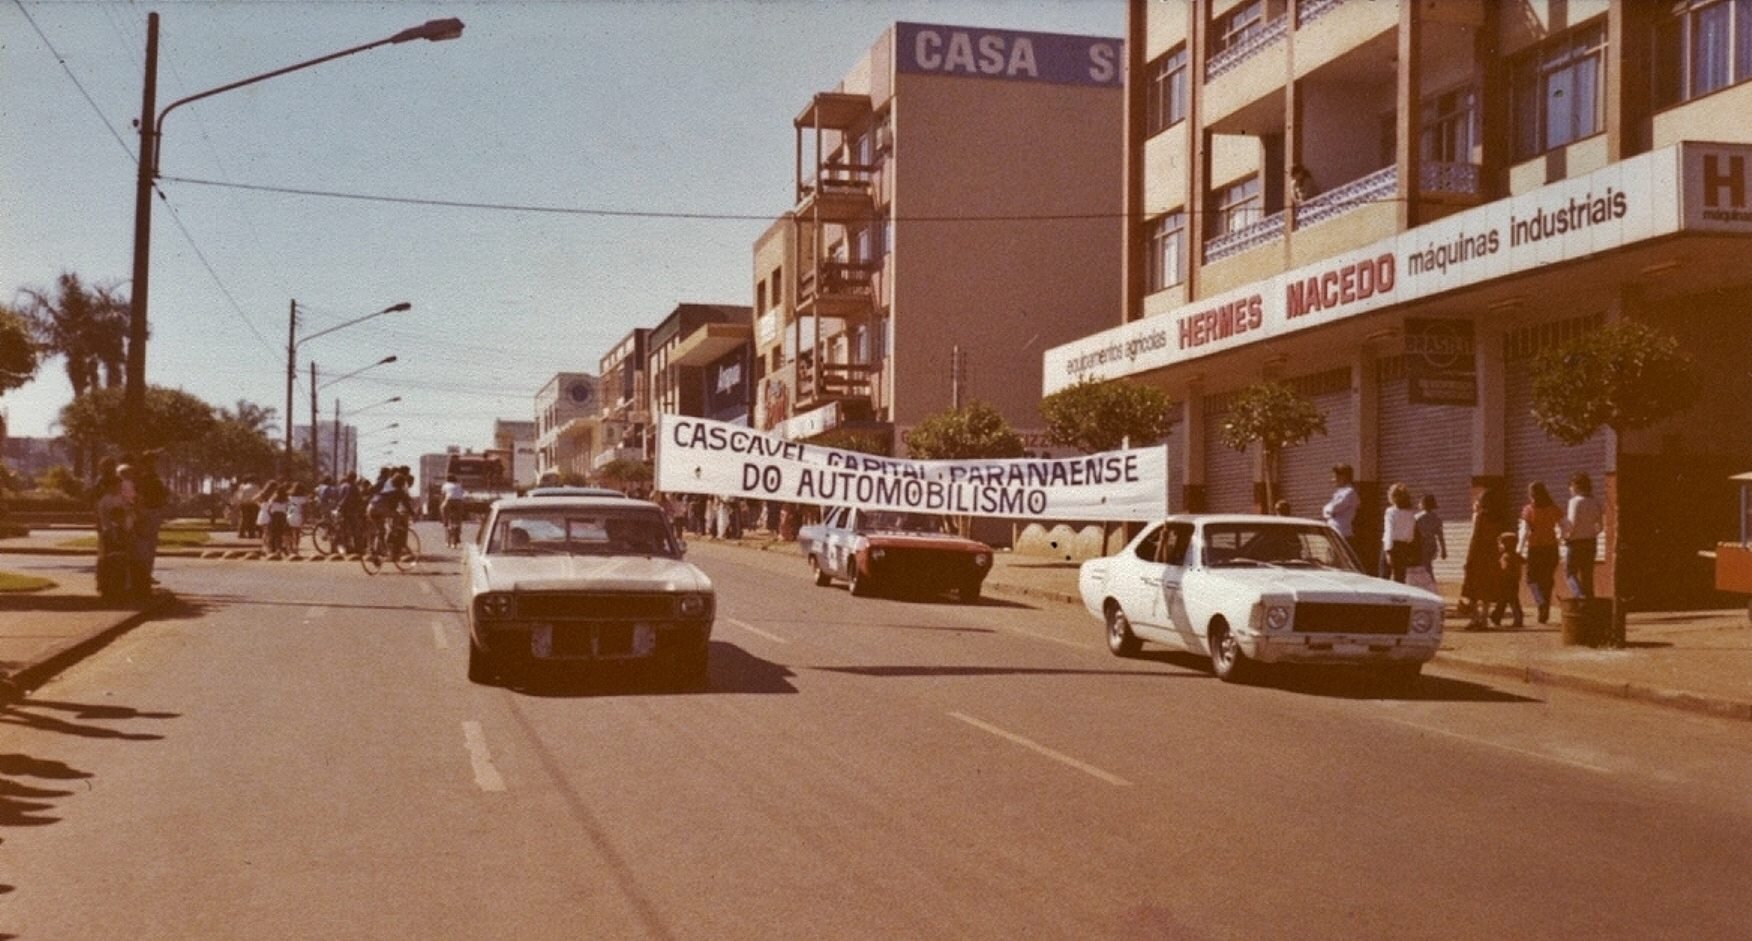 CASA
equipamentos agrícolas HERMES MACEDO máquinas industriais
H
CASCAVEL CAPITAL PARANAENSE
DO AUTOMOBILISMO